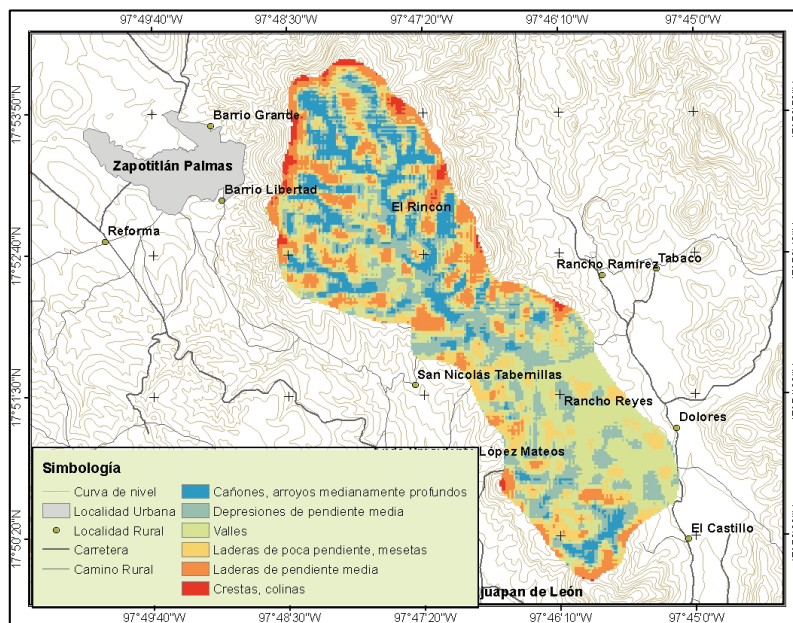 97°49'40"W 97°48'30"W 97°47'20"W 97°46'10"W 97°45'0"W
17°53'50"N
Barrio Grande
Zapotitlán Palmas
Barrio Libertad
El Rincón
Reforma
17°52'40"N
Rancho Ramírez
Tabaco
17°51'30"N
San Nicolás Tabernillas
Rancho Reyes
Dolores
López Mateos
17°50'20"N
El Castillo
juapan de León
Simbología
Curva de nivel
Localidad Urbana
Localidad Rural
Carretera
Camino Rural
Cañones, arroyos medianamente profundos
Depresiones de pendiente media
Valles
Laderas de poca pendiente, mesetas
Laderas de pendiente media
Crestas, colinas
97°49'40"W 97°48'30"W 97°47'20"W 97°46'10"W 97°45'0"W